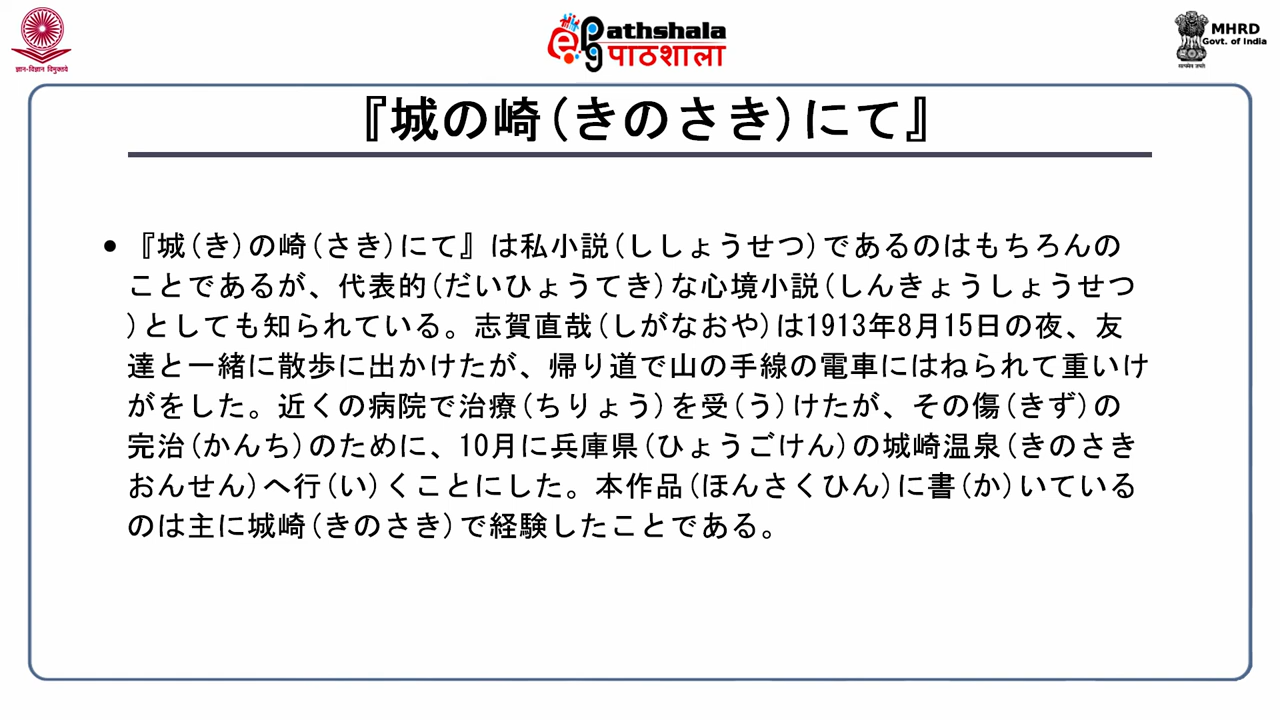 ज्ञान-विज्ञान विमुक्तये
ePG Pathshala
पाठशाला
MHRD
Govt. of India
सत्यमेव जयते
『城の崎(きのさき)にて』
• 『城(き)の崎(さき)にて』は私小説(ししょうせつ)であるのはもちろんの
ことであるが、代表的(だいひょうてき)な心境小説(しんきょうしょうせつ
)としても知られている。志賀直哉(しがなおや)は1913年8月15日の夜、友
達と一緒に散歩に出かけたが、帰り道で山の手線の電車にはねられて重いけ
がをした。近くの病院で治療(ちりょう)を受(う)けたが、その傷(きず)の
完治(かんち)のために、10月に兵庫県(ひょうごけん)の城崎温泉(きのさき
おんせん)へ行(い)くことにした。本作品(ほんさくひん)に書(か)いている
のは主に城崎(きのさき)で経験したことである。